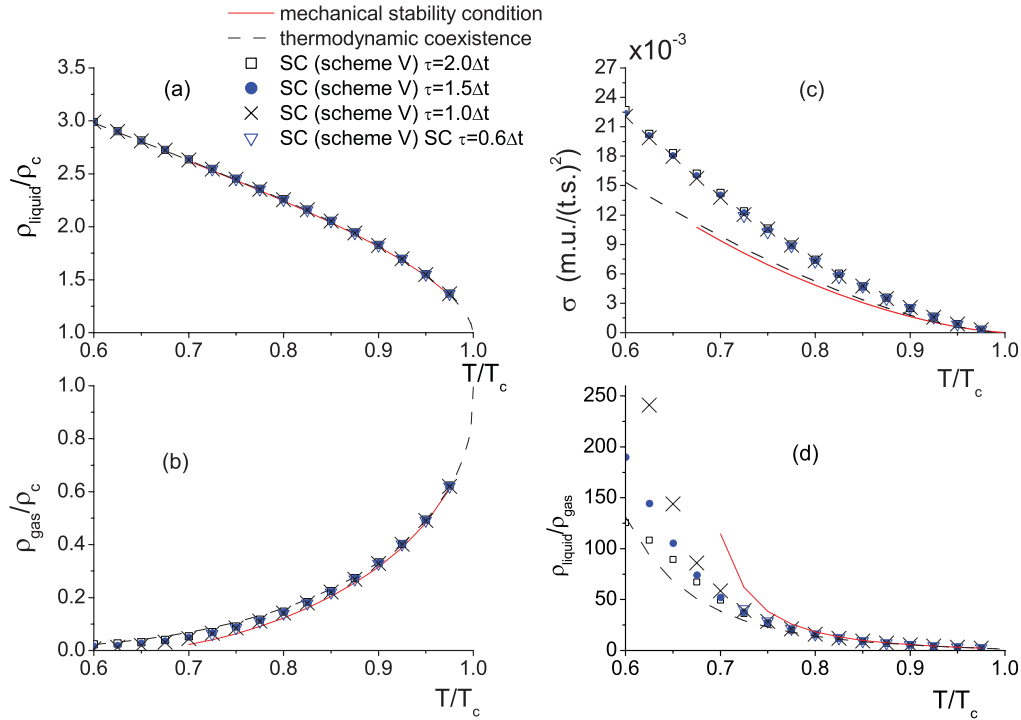 mechanical stability condition
thermodynamic coexistence
SC (scheme V) τ=2.0Δt
SC (scheme V) τ=1.5Δt
SC (scheme V) τ=1.0Δt
SC (scheme V) SC τ=0.6Δt
(a)
3.5
3.0
2.5
2.0
1.5
1.0
ρliquid/ρc
0.6 0.7 0.8 0.9 1.0
T/Tc
(c)
x10-3
27
24
21
18
15
12
9
6
3
0
σ (m.u./(t.s.)2)
0.6 0.7 0.8 0.9 1.0
T/Tc
(b)
1.0
0.8
0.6
0.4
0.2
0.0
ρgas/ρc
0.6 0.7 0.8 0.9 1.0
T/Tc
(d)
250
200
150
100
50
0
ρliquid/ρgas
0.6 0.7 0.8 0.9 1.0
T/Tc